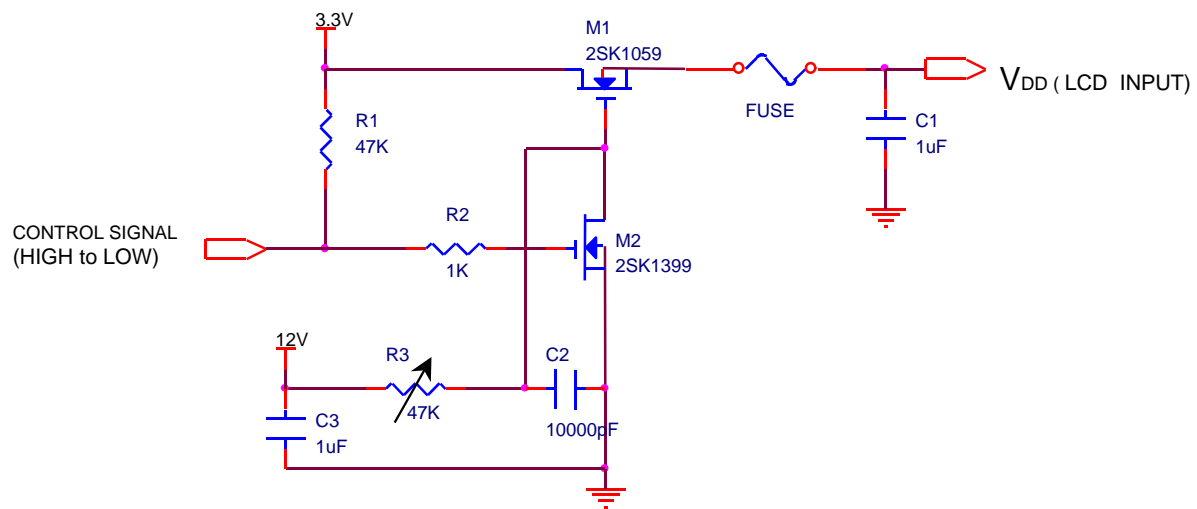 3.3V
M1
2SK1059
FUSE
VDD ( LCD INPUT)
R1
47K
C1
1uF
CONTROL SIGNAL
(HIGH to LOW)
R2
1K
M2
2SK1399
12V
R3
47K
C2
10000pF
C3
1uF